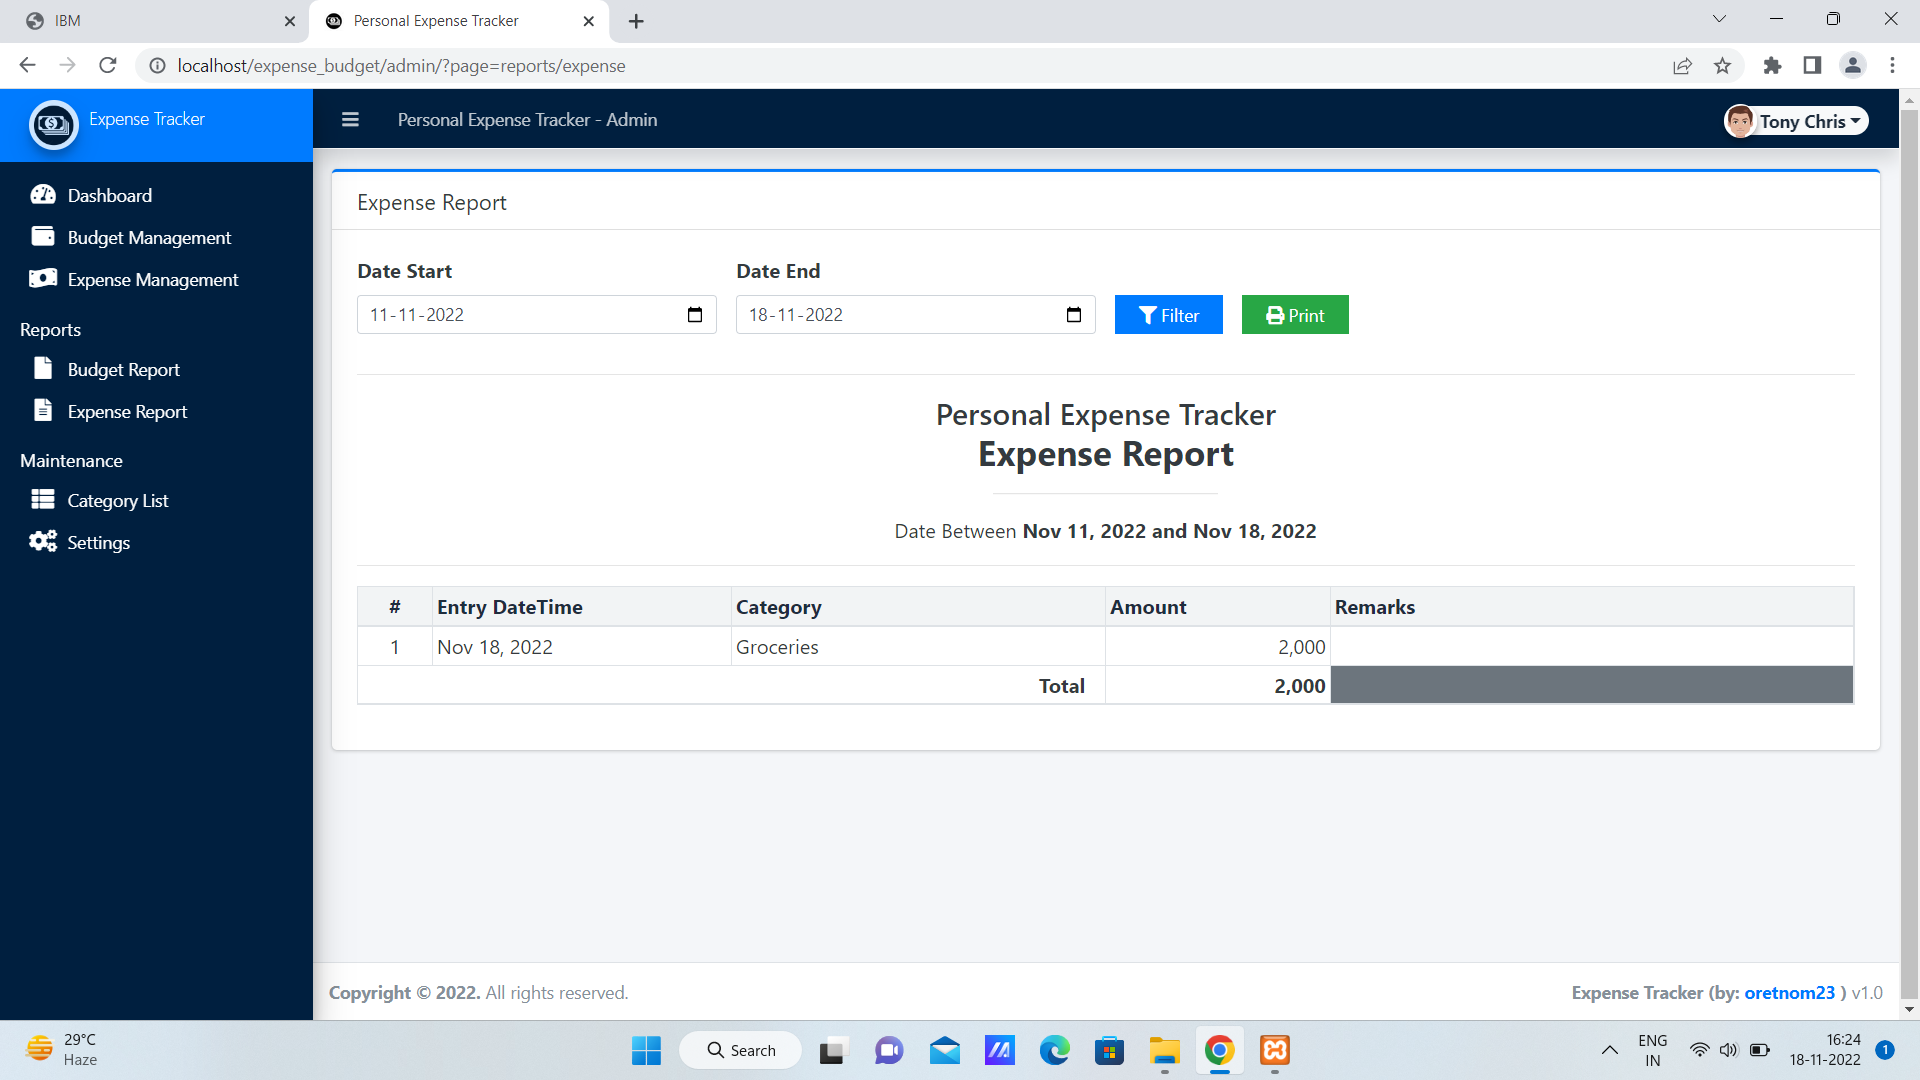 IBM
Personal Expense Tracker
localhost/expense_budget/admin/?page=reports/expense
Expense Tracker
Personal Expense Tracker - Admin
Tony Chris
Dashboard
Budget Management
Expense Management
Reports
Budget Report
Expense Report
Maintenance
Category List
Settings
Expense Report
Date Start Date End
11-11-2022 18-11-2022 Filter Print
Personal Expense Tracker
Expense Report
Date Between Nov 11, 2022 and Nov 18, 2022
# Entry DateTime Category Amount Remarks
1 Nov 18, 2022 Groceries 2,000
Total 2,000
Copyright © 2022. All rights reserved.
Expense Tracker (by: oretnom23 ) v1.0
29°C
Haze
Search
ENG
IN
16:24
18-11-2022
1